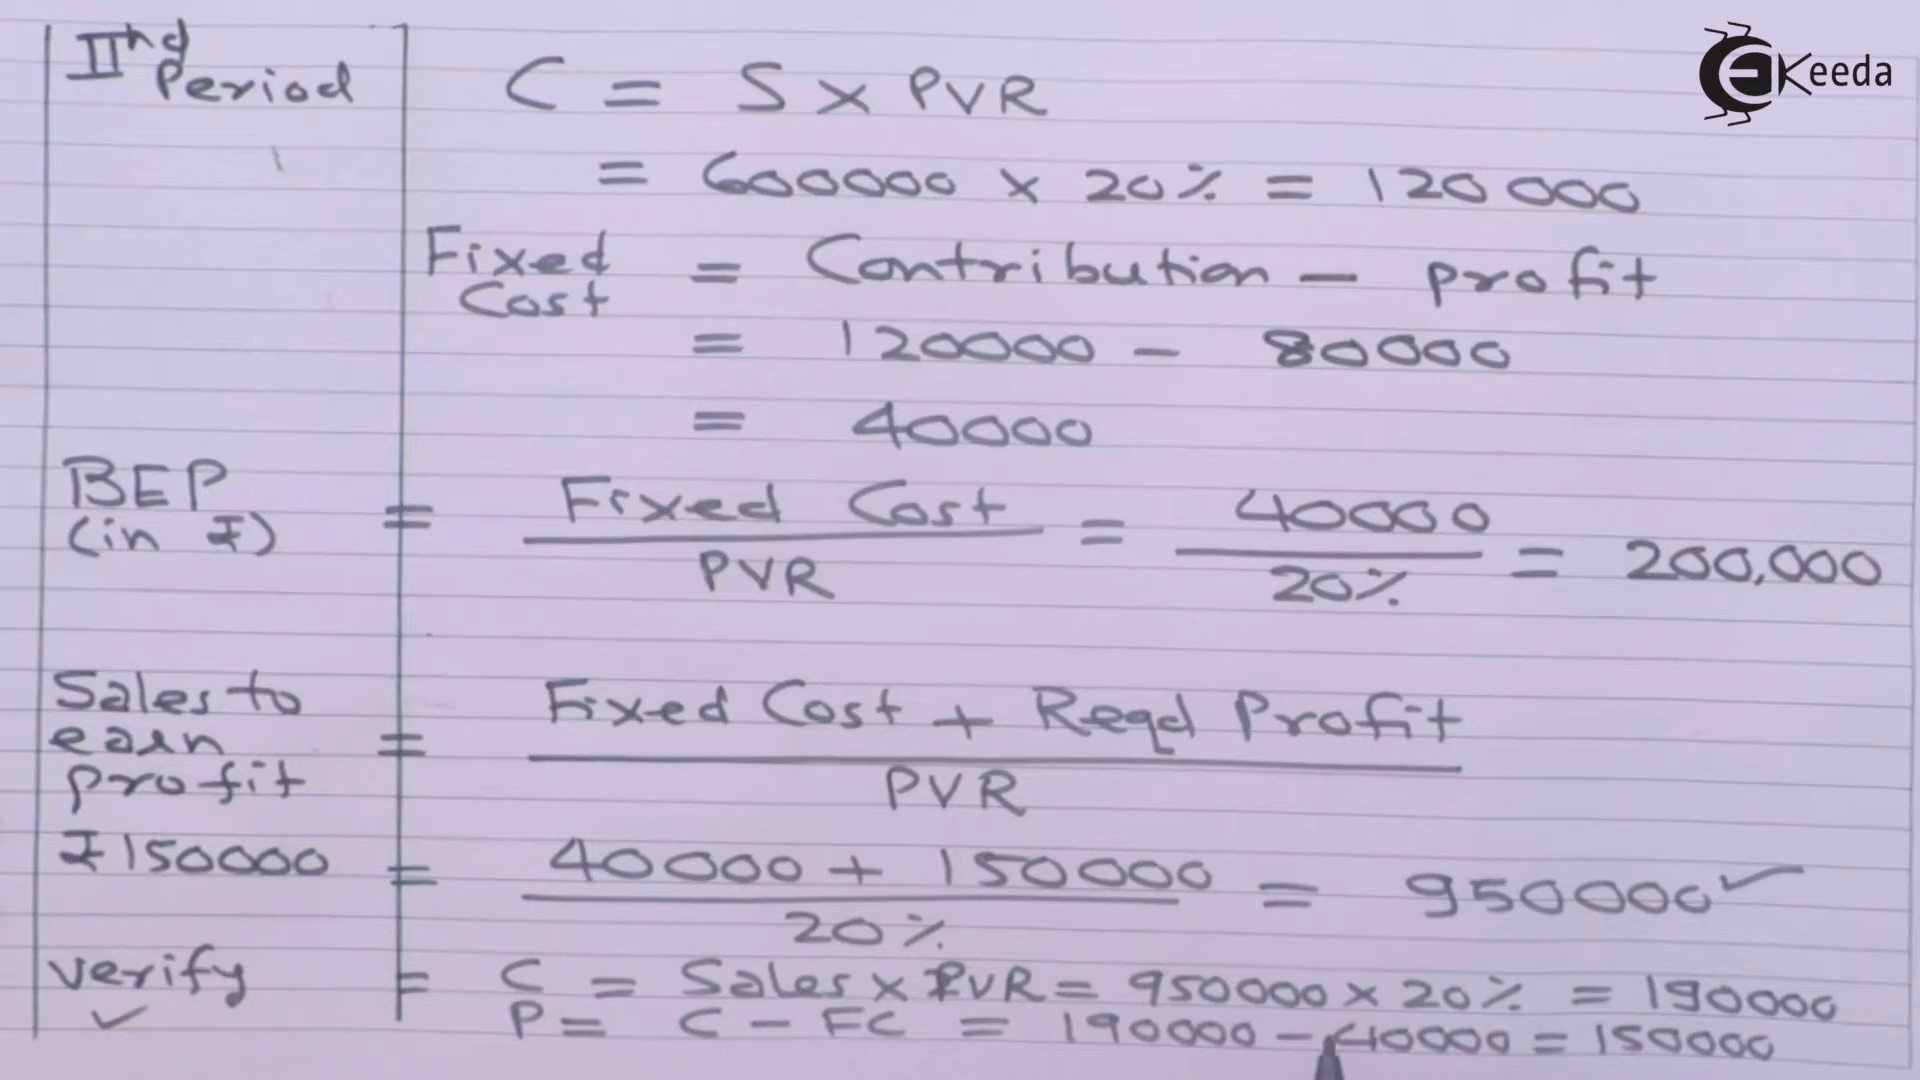 IInd Period
C = S × PVR
= 600000 × 20% = 120000
Fixed Cost = Contribution - profit
= 120000 - 80000
= 40000
BEP (in ₹) = Fixed Cost / PVR = 40000 / 20% = 200,000
Sales to earn profit = Fixed Cost + Reqd Profit / PVR
₹150000 = 40000 + 150000 / 20% = 950000 ✓
verify ✓ = C = Sales × PVR = 950000 × 20% = 190000
P = C - FC = 190000 - 40000 = 150000
EKeeda